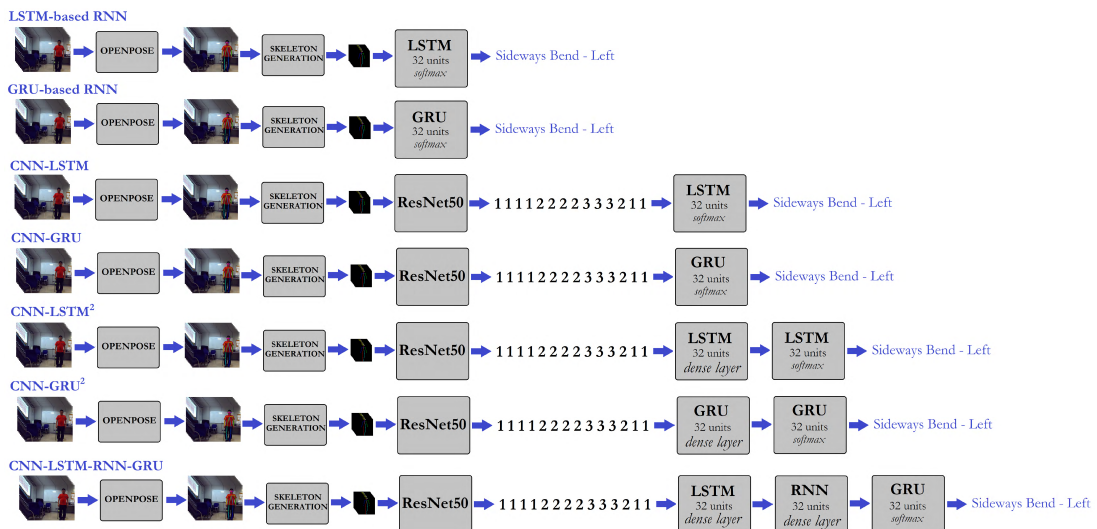 LSTM-based RNN
OPENPOSE
SKELETON
GENERATION
LSTM
32 units
softmax
Sideways Bend - Left
GRU-based RNN
OPENPOSE
SKELETON
GENERATION
GRU
32 units
softmax
Sideways Bend - Left
CNN-LSTM
OPENPOSE
SKELETON
GENERATION
ResNet50
1 1 1 1 2 2 2 2 3 3 3 2 1 1
LSTM
32 units
softmax
Sideways Bend - Left
CNN-GRU
OPENPOSE
SKELETON
GENERATION
ResNet50
1 1 1 1 2 2 2 2 3 3 3 2 1 1
GRU
32 units
softmax
Sideways Bend - Left
CNN-LSTM²
OPENPOSE
SKELETON
GENERATION
ResNet50
1 1 1 1 2 2 2 2 3 3 3 2 1 1
LSTM
32 units
dense layer
LSTM
32 units
softmax
Sideways Bend - Left
CNN-GRU²
OPENPOSE
SKELETON
GENERATION
ResNet50
1 1 1 1 2 2 2 2 3 3 3 2 1 1
GRU
32 units
dense layer
GRU
32 units
softmax
Sideways Bend - Left
CNN-LSTM-RNN-GRU
OPENPOSE
SKELETON
GENERATION
ResNet50
1 1 1 1 2 2 2 2 3 3 3 2 1 1
LSTM
32 units
dense layer
RNN
32 units
dense layer
GRU
32 units
softmax
Sideways Bend - Left